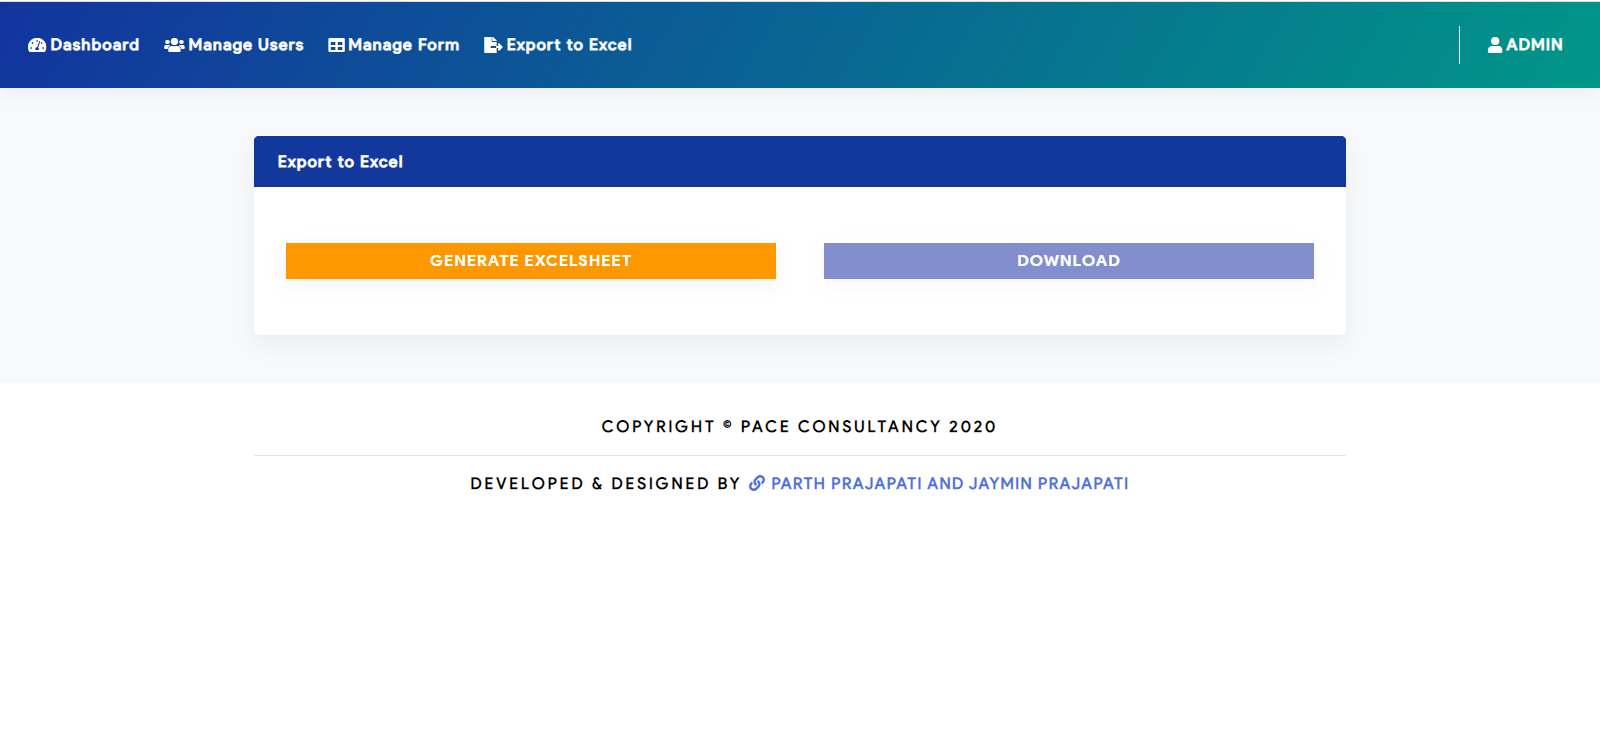 Dashboard Manage Users Manage Form Export to Excel ADMIN
Export to Excel
GENERATE EXCELSHEET DOWNLOAD
COPYRIGHT © PACE CONSULTANCY 2020
DEVELOPED & DESIGNED BY PARTH PRAJAPATI AND JAYMIN PRAJAPATI